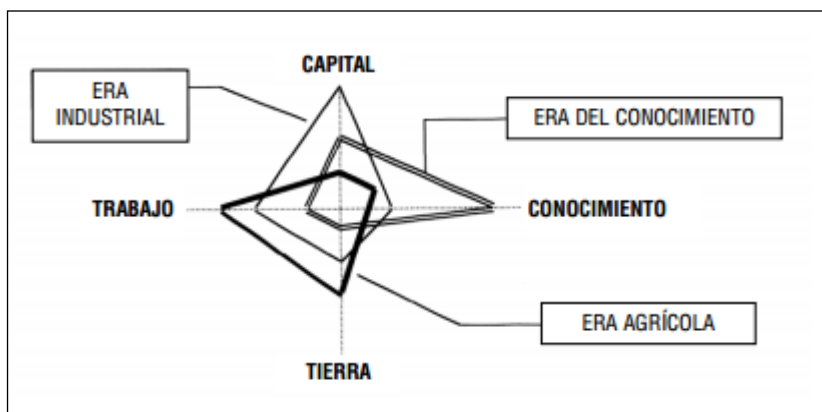 CAPITAL
ERA
INDUSTRIAL
ERA DEL CONOCIMIENTO
TRABAJO
CONOCIMIENTO
ERA AGRÍCOLA
TIERRA